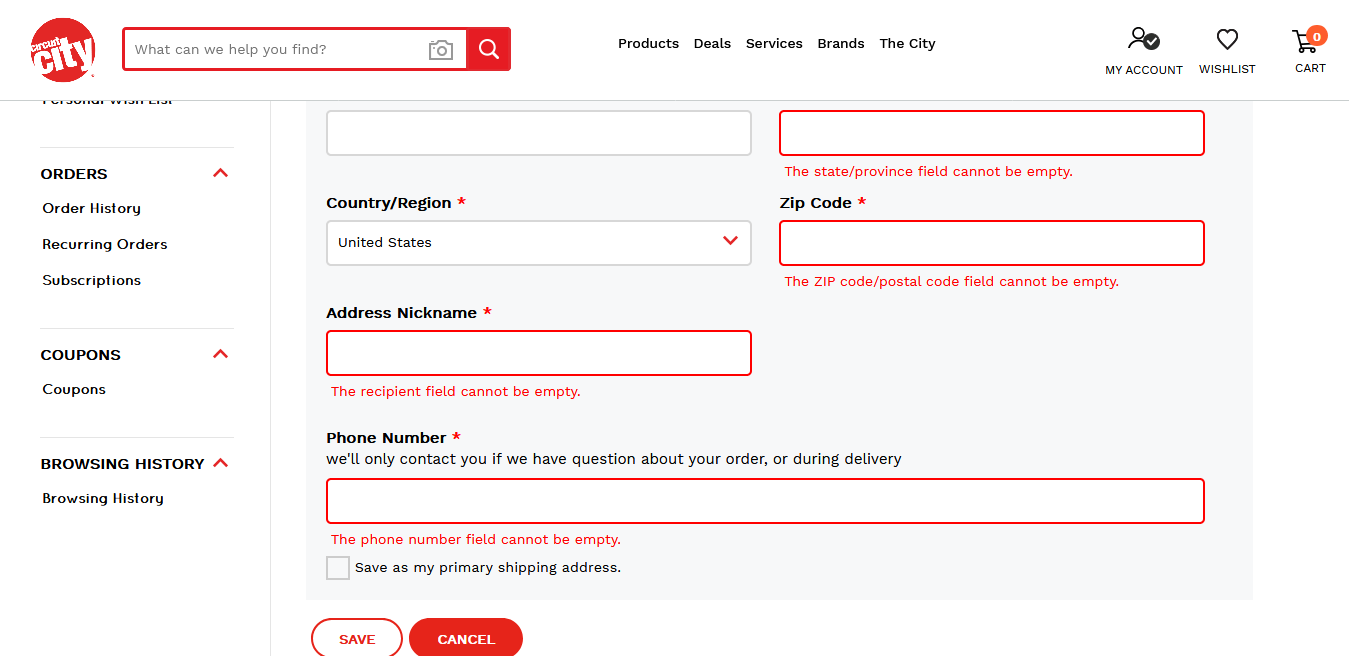 circuit
city
What can we help you find?
Products
Deals
Services
Brands
The City
MY ACCOUNT
WISHLIST
0
CART
Personal Wish List
ORDERS
Order History
Recurring Orders
Subscriptions
COUPONS
Coupons
BROWSING HISTORY
Browsing History
The state/province field cannot be empty.
Country/Region *
Zip Code *
United States
The ZIP code/postal code field cannot be empty.
Address Nickname *
The recipient field cannot be empty.
Phone Number *
we'll only contact you if we have question about your order, or during delivery
The phone number field cannot be empty.
Save as my primary shipping address.
SAVE
CANCEL